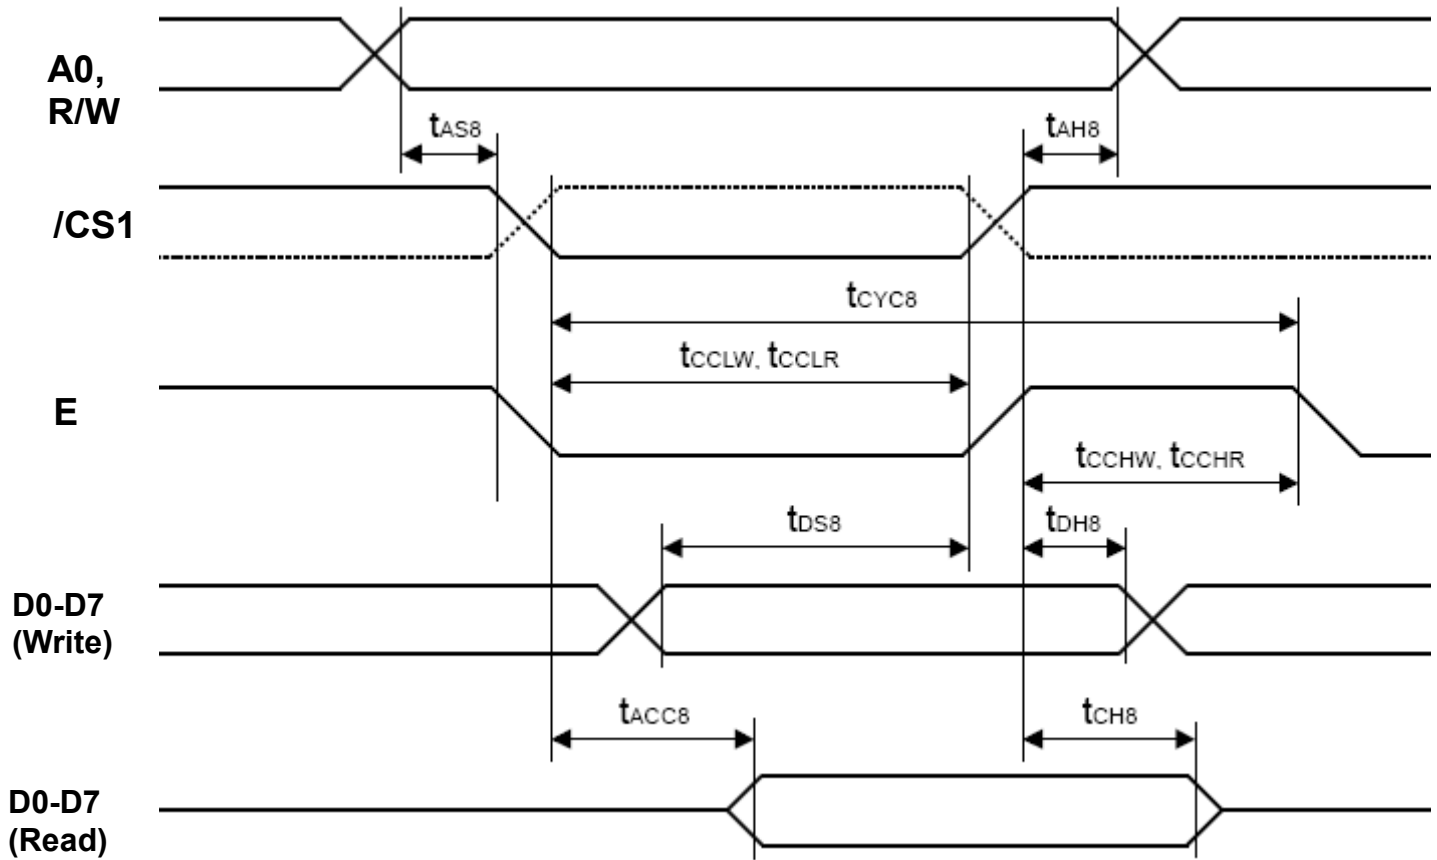 A0,
R/W
tAS8
tAH8
/CS1
tCYC8
tCCLW, tCCLR
E
tCCHW, tCCHR
tDS8
tDH8
D0-D7
(Write)
tACC8
tCH8
D0-D7
(Read)